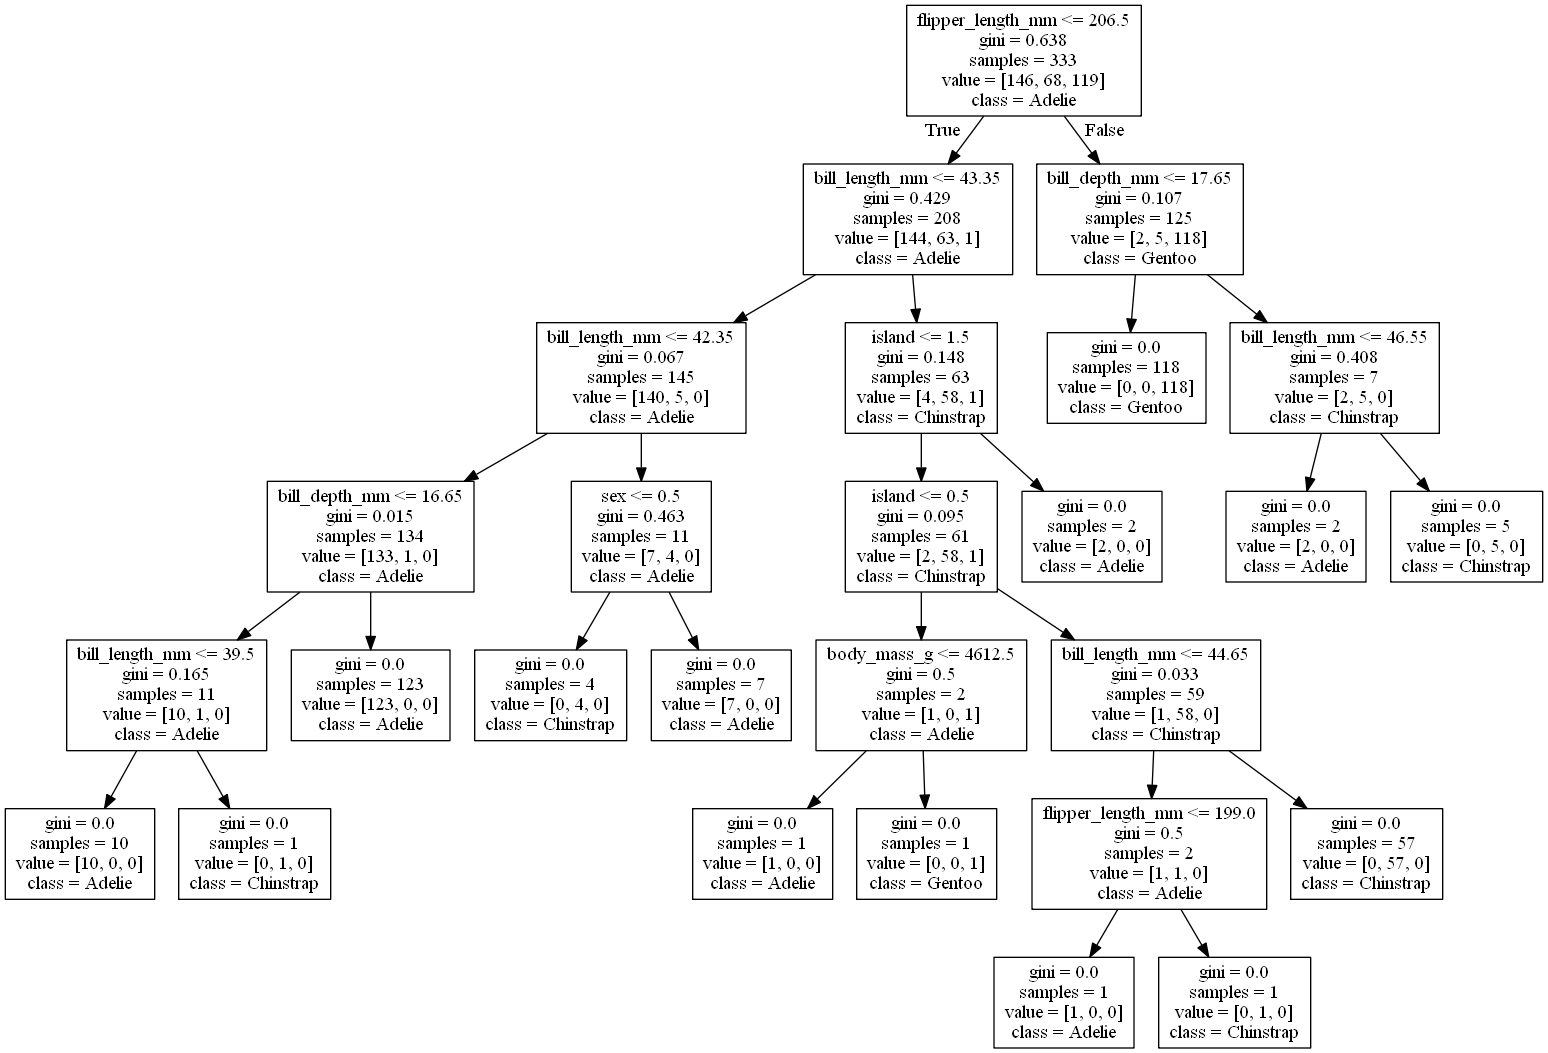 flipper_length_mm <= 206.5
gini = 0.638
samples = 333
value = [146, 68, 119]
class = Adelie
True
False
bill_length_mm <= 43.35
gini = 0.429
samples = 208
value = [144, 63, 1]
class = Adelie
bill_depth_mm <= 17.65
gini = 0.107
samples = 125
value = [2, 5, 118]
class = Gentoo
bill_length_mm <= 42.35
gini = 0.067
samples = 145
value = [140, 5, 0]
class = Adelie
island <= 1.5
gini = 0.148
samples = 63
value = [4, 58, 1]
class = Chinstrap
gini = 0.0
samples = 118
value = [0, 0, 118]
class = Gentoo
bill_length_mm <= 46.55
gini = 0.408
samples = 7
value = [2, 5, 0]
class = Chinstrap
bill_depth_mm <= 16.65
gini = 0.015
samples = 134
value = [133, 1, 0]
class = Adelie
sex <= 0.5
gini = 0.463
samples = 11
value = [7, 4, 0]
class = Adelie
island <= 0.5
gini = 0.095
samples = 61
value = [2, 58, 1]
class = Chinstrap
gini = 0.0
samples = 2
value = [2, 0, 0]
class = Adelie
gini = 0.0
samples = 2
value = [2, 0, 0]
class = Adelie
gini = 0.0
samples = 5
value = [0, 5, 0]
class = Chinstrap
bill_length_mm <= 39.5
gini = 0.165
samples = 11
value = [10, 1, 0]
class = Adelie
gini = 0.0
samples = 123
value = [123, 0, 0]
class = Adelie
gini = 0.0
samples = 4
value = [0, 4, 0]
class = Chinstrap
gini = 0.0
samples = 7
value = [7, 0, 0]
class = Adelie
body_mass_g <= 4612.5
gini = 0.5
samples = 2
value = [1, 0, 1]
class = Adelie
bill_length_mm <= 44.65
gini = 0.033
samples = 59
value = [1, 58, 0]
class = Chinstrap
gini = 0.0
samples = 10
value = [10, 0, 0]
class = Adelie
gini = 0.0
samples = 1
value = [0, 1, 0]
class = Chinstrap
gini = 0.0
samples = 1
value = [1, 0, 0]
class = Adelie
gini = 0.0
samples = 1
value = [0, 0, 1]
class = Gentoo
flipper_length_mm <= 199.0
gini = 0.5
samples = 2
value = [1, 1, 0]
class = Adelie
gini = 0.0
samples = 57
value = [0, 57, 0]
class = Chinstrap
gini = 0.0
samples = 1
value = [1, 0, 0]
class = Adelie
gini = 0.0
samples = 1
value = [0, 1, 0]
class = Chinstrap